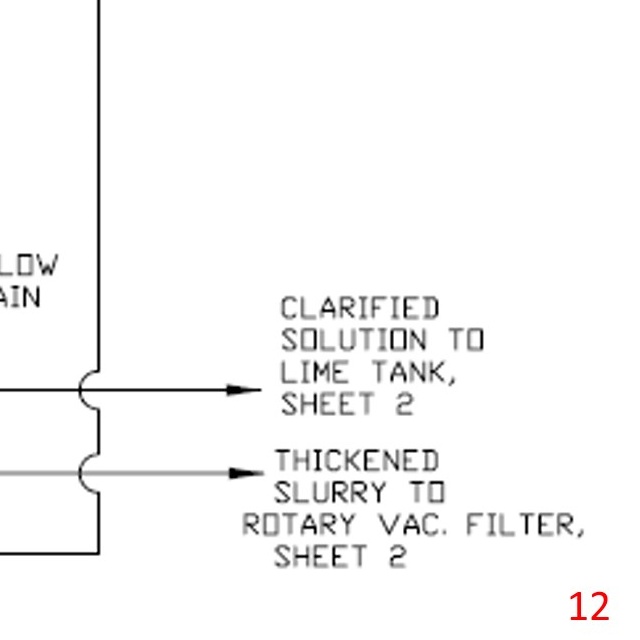 LOW
AIN
CLARIFIED
SOLUTION TO
LIME TANK,
SHEET 2
THICKENED
SLURRY TO
ROTARY VAC. FILTER,
SHEET 2
12